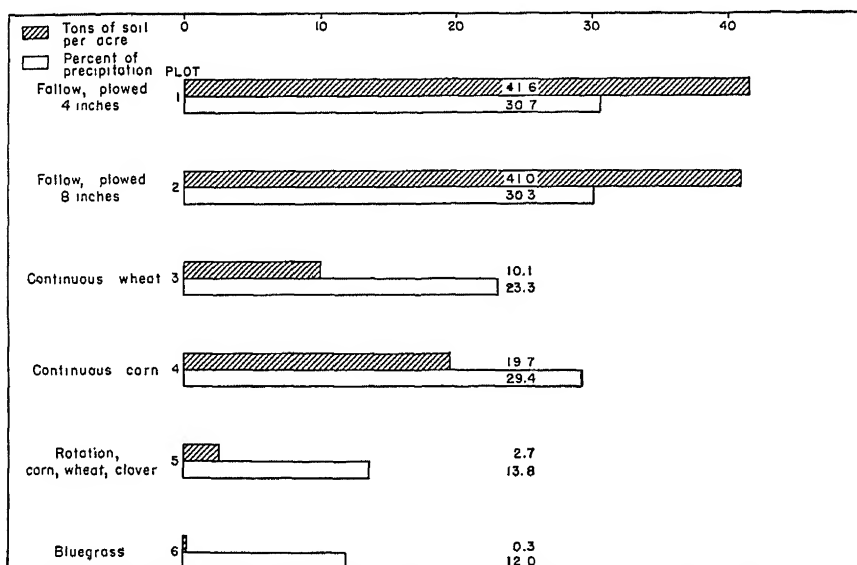 0 10 20 30 40
Tons of soil
per acre
Percent of
precipitation PLOT
Fallow, plowed
4 inches
1
41.6
30.7
Fallow, plowed
8 inches
2
41.0
30.3
Continuous wheat 3
10.1
23.3
Continuous corn 4
19.7
29.4
Rotation,
corn, wheat, clover
5
2.7
13.8
Bluegrass 6
0.3
12.0